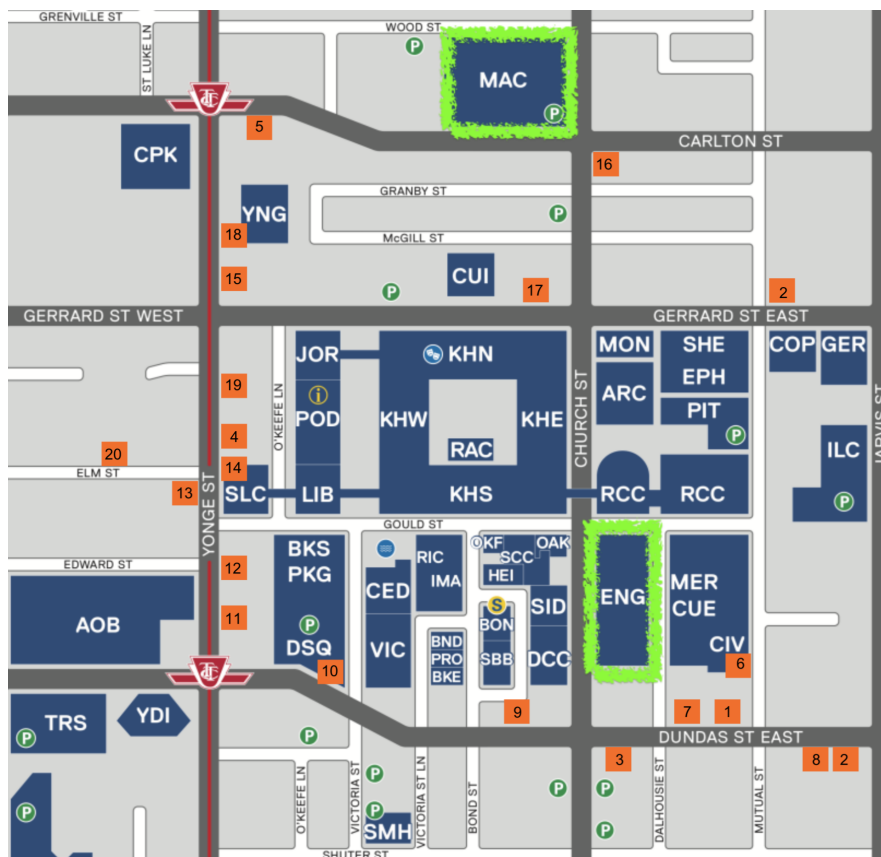 GRENVILLE ST
WOOD ST
ST LUKE LN
MAC
P
P
TTC
5
CARLTON ST
CPK
16
GRANBY ST
YNG
P
18
McGILL ST
15
CUI
P
17
2
GERRARD ST WEST
GERRARD ST EAST
JOR
KHN
MON
SHE
COP
GER
EPH
19
i
ARC
O'KEEFE LN
POD
KHW
KHE
CHURCH ST
PIT
JARVIS ST
4
P
RAC
ILC
20
14
ELM ST
13
SLC
LIB
KHS
RCC
RCC
P
YONGE ST
GOULD ST
BKS
OKF
OAK
RIC
SCC
EDWARD ST
12
PKG
IMA
HEI
MER
CED
ENG
S
SID
CUE
11
AOB
P
BON
DSQ
VIC
BND
CIV
PRO
SBB
DCC
6
BKE
10
TTC
TRS
YDI
9
7
1
P
P
DUNDAS ST EAST
3
8
2
O'KEEFE LN
VICTORIA ST
VICTORIA ST LN
BOND ST
DALHOUSIE ST
MUTUAL ST
P
P
P
P
P
P
SMH
SHUTER ST